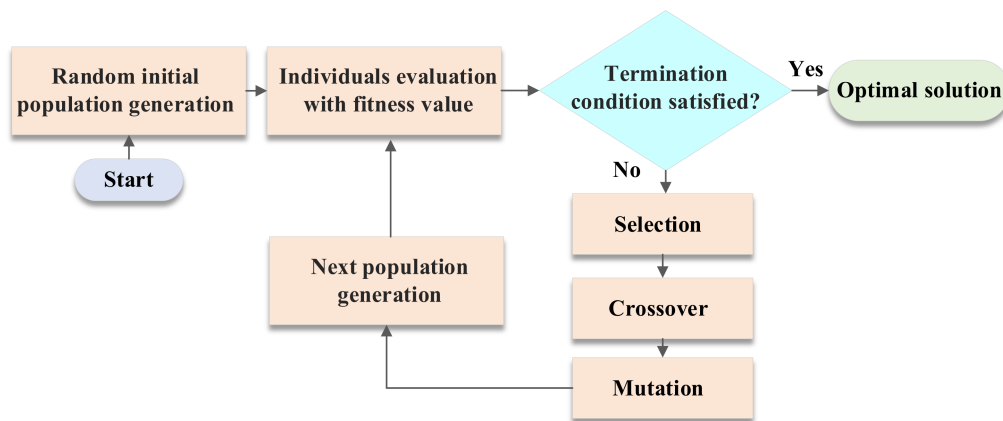 Random initial
population generation
Individuals evaluation
with fitness value
Termination
condition satisfied?
Yes
Optimal solution
Start
No
Selection
Next population
generation
Crossover
Mutation